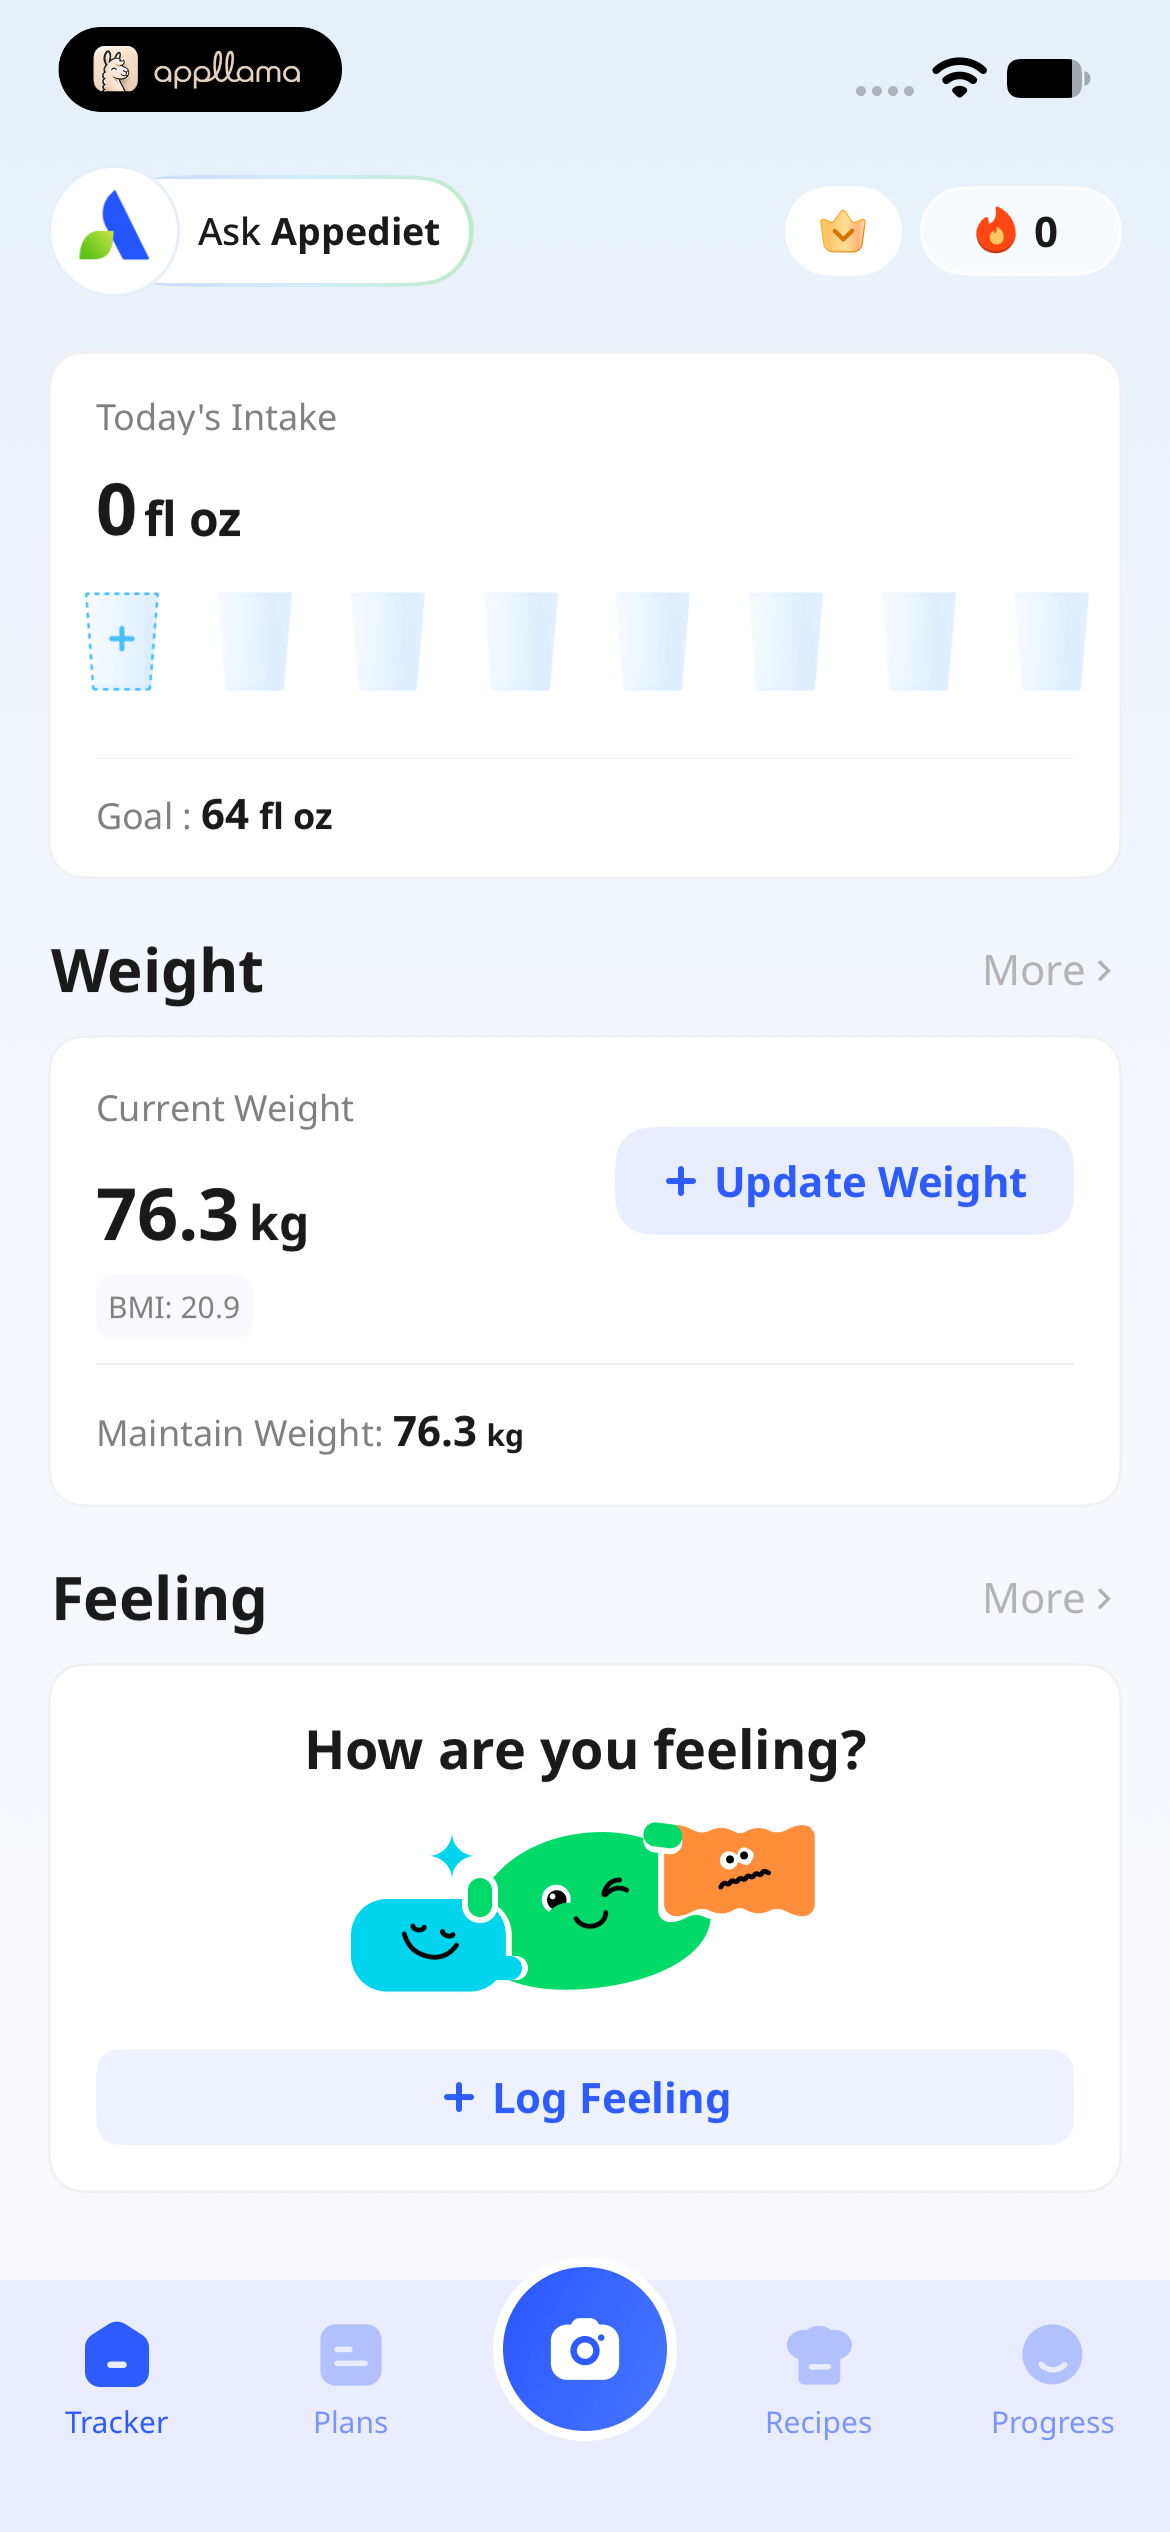 appllama
Ask Appediet
0
Today's Intake
0 fl oz
Goal : 64 fl oz
Weight
More
Current Weight
76.3 kg
Update Weight
BMI: 20.9
Maintain Weight: 76.3 kg
Feeling
More
How are you feeling?
Log Feeling
Tracker
Plans
Recipes
Progress